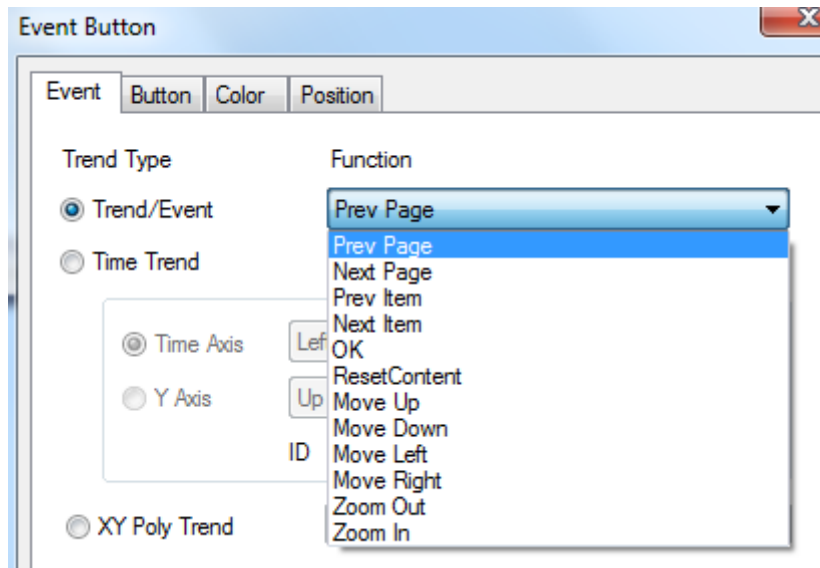 Event Button
Event Button Color Position
Trend Type Function
Trend/Event Prev Page
Prev Page
Time Trend
Next Page
Prev Item
Next Item
Time Axis
OK
ResetContent
Y Axis Up
Move Up
Move Down
ID
Move Left
Move Right
Zoom Out
XY Poly Trend
Zoom In